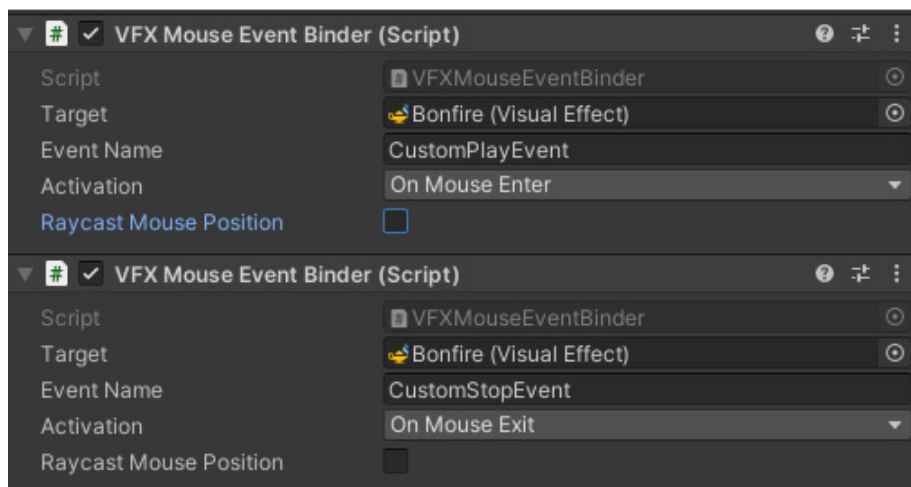 # VFX Mouse Event Binder (Script)
Script # VFXMouseEventBinder
Target Bonfire (Visual Effect)
Event Name CustomPlayEvent
Activation On Mouse Enter
Raycast Mouse Position
# VFX Mouse Event Binder (Script)
Script # VFXMouseEventBinder
Target Bonfire (Visual Effect)
Event Name CustomStopEvent
Activation On Mouse Exit
Raycast Mouse Position